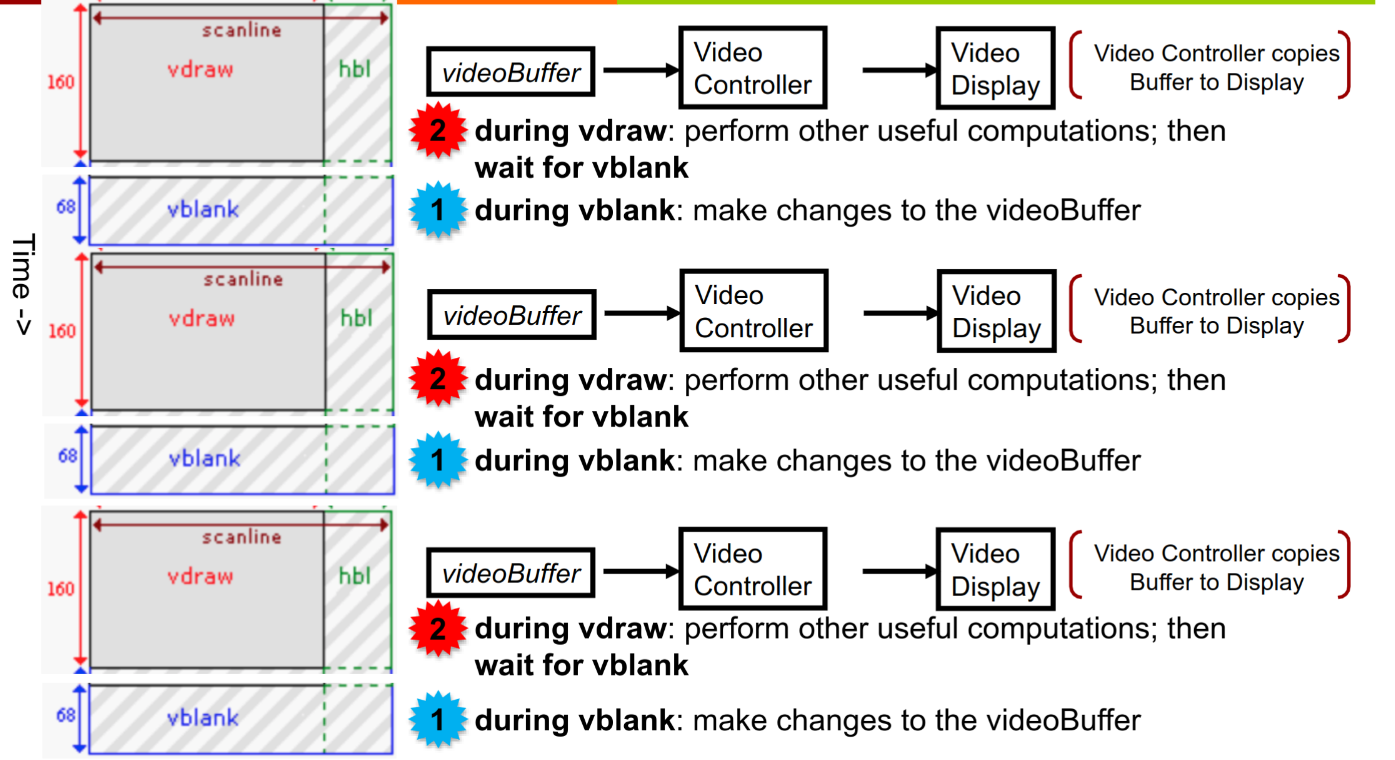 scanline
160
vdraw
hbl
videoBuffer
Video
Controller
Video
Display
Video Controller copies
Buffer to Display
2
during vdraw: perform other useful computations; then
wait for vblank
68
vblank
1
during vblank: make changes to the videoBuffer
Time ->
scanline
160
vdraw
hbl
videoBuffer
Video
Controller
Video
Display
Video Controller copies
Buffer to Display
2
during vdraw: perform other useful computations; then
wait for vblank
68
vblank
1
during vblank: make changes to the videoBuffer
scanline
160
vdraw
hbl
videoBuffer
Video
Controller
Video
Display
Video Controller copies
Buffer to Display
2
during vdraw: perform other useful computations; then
wait for vblank
68
vblank
1
during vblank: make changes to the videoBuffer